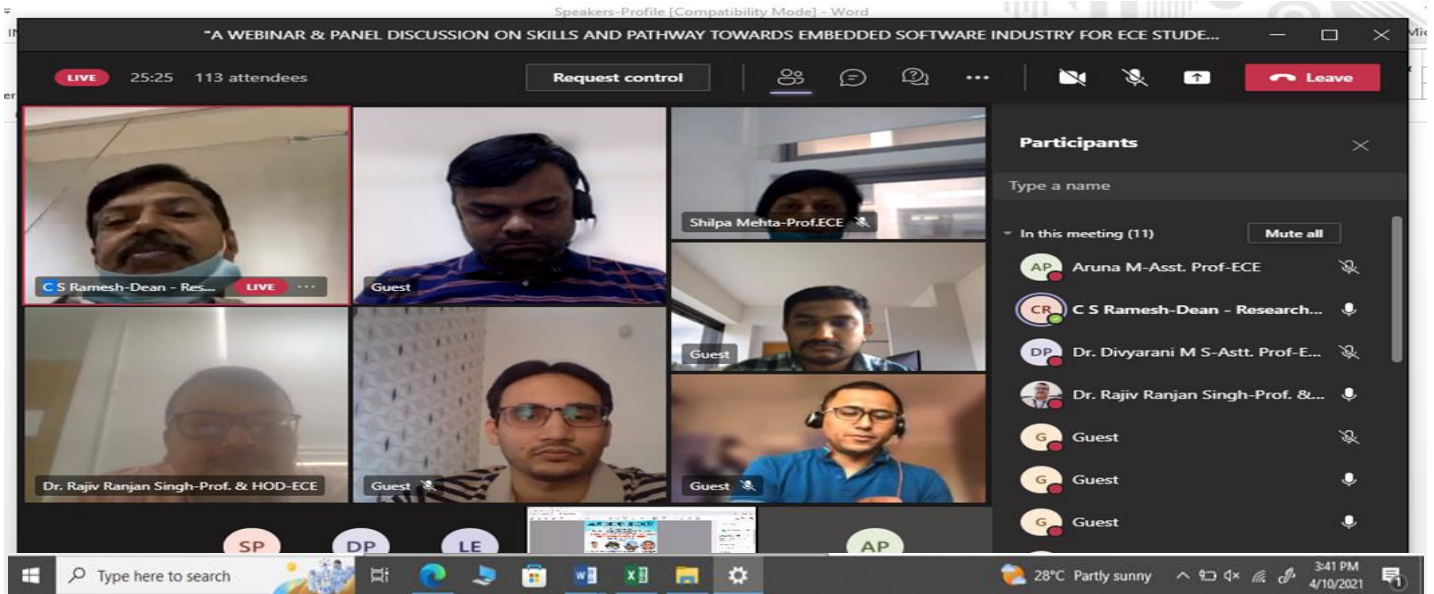 Speakers-Profile [Compatibility Mode] - Word
"A WEBINAR & PANEL DISCUSSION ON SKILLS AND PATHWAY TOWARDS EMBEDDED SOFTWARE INDUSTRY FOR ECE STUDE...
LIVE 25:25 113 attendees Request control Leave
Participants
Type a name
In this meeting (11) Mute all
Aruna M-Asst. Prof-ECE
C S Ramesh-Dean - Research...
Dr. Divyarani M S-Astt. Prof-E...
Dr. Rajiv Ranjan Singh-Prof. &...
Guest
Guest
Guest
AP
CR
DP
G
G
G
C S Ramesh-Dean - Res... LIVE
Guest
Shilpa Mehta-Prof.ECE
Guest
Dr. Rajiv Ranjan Singh-Prof. & HOD-ECE
Guest
Guest
SP DP LE AP
Type here to search
28°C Partly sunny
3:41 PM
4/10/2021
1